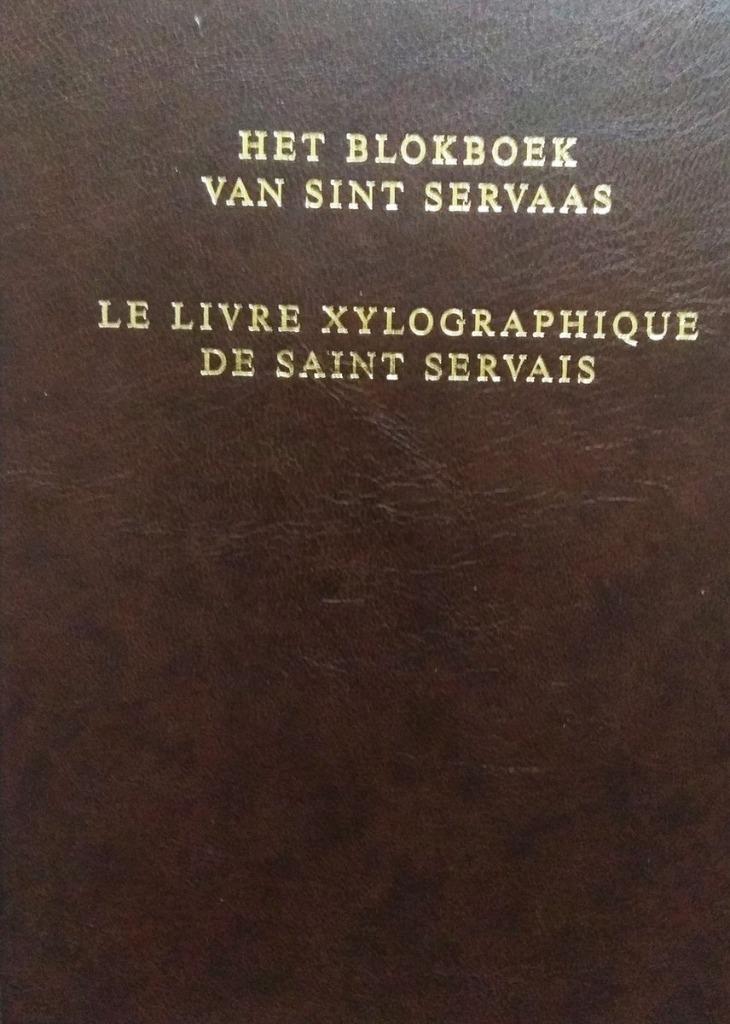 HET BLOKBOEK
VAN SINT SERVAAS
LE LIVRE XYLOGRAPHIQUE
DE SAINT SERVAIS